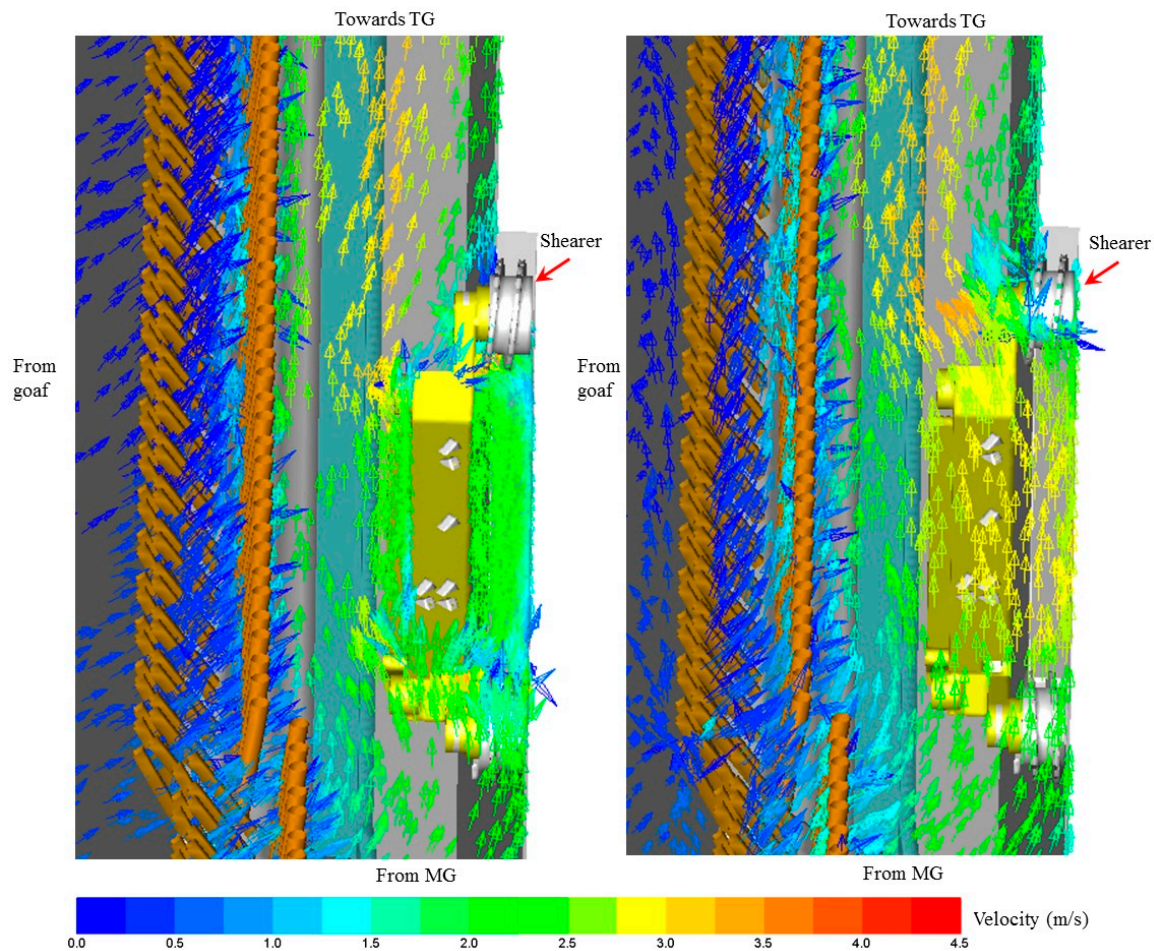 Towards TG
Towards TG
Shearer
Shearer
From
goaf
From
goaf
From MG
From MG
0.0 0.5 1.0 1.5 2.0 2.5 3.0 3.5 4.0 4.5
Velocity (m/s)